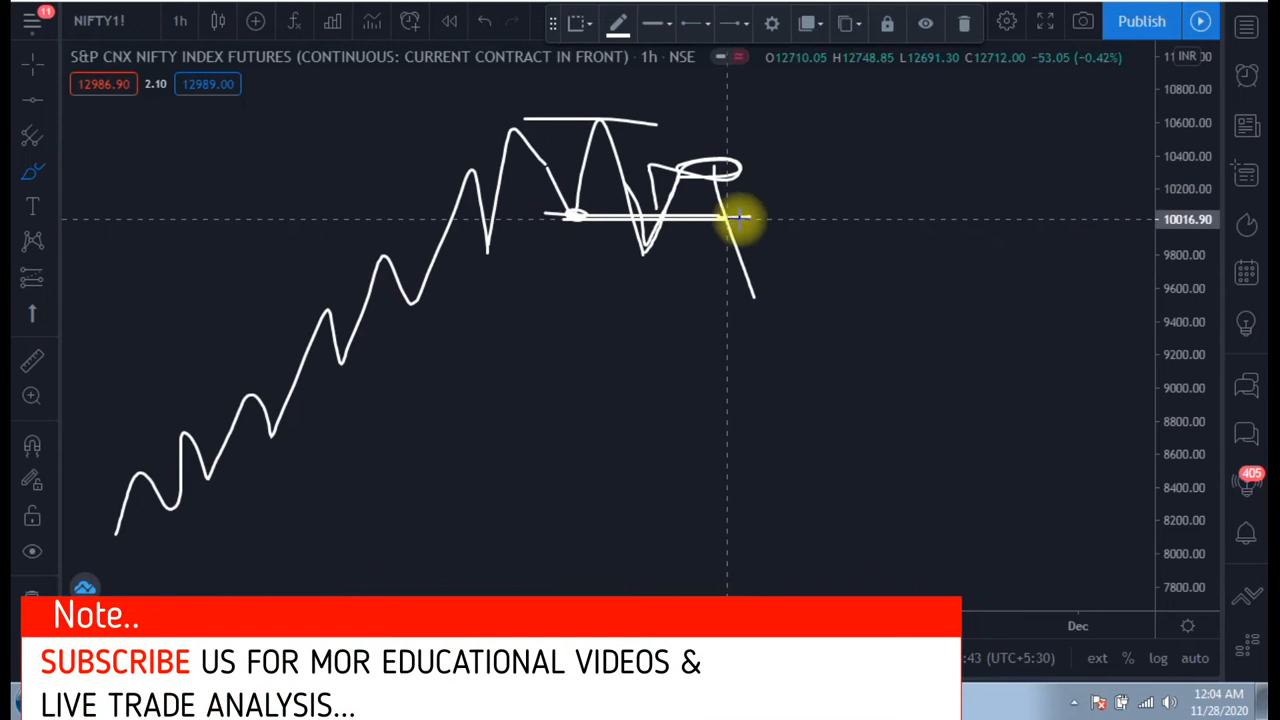 11
NIFTY1!
1h
Publish
S&P CNX NIFTY INDEX FUTURES (CONTINUOUS: CURRENT CONTRACT IN FRONT) · 1h · NSE
O12710.05 H12748.85 L12691.30 C12712.00 -53.05 (-0.42%)
INR
12986.90 2.10 12989.00
10800.00
10600.00
10400.00
10200.00
10016.90
9800.00
9600.00
9400.00
9200.00
9000.00
8800.00
8600.00
8400.00
8200.00
8000.00
7800.00
405
Dec
:43 (UTC+5:30) ext % log auto
Note..
SUBSCRIBE US FOR MOR EDUCATIONAL VIDEOS &
LIVE TRADE ANALYSIS...
12:04 AM
11/28/2020